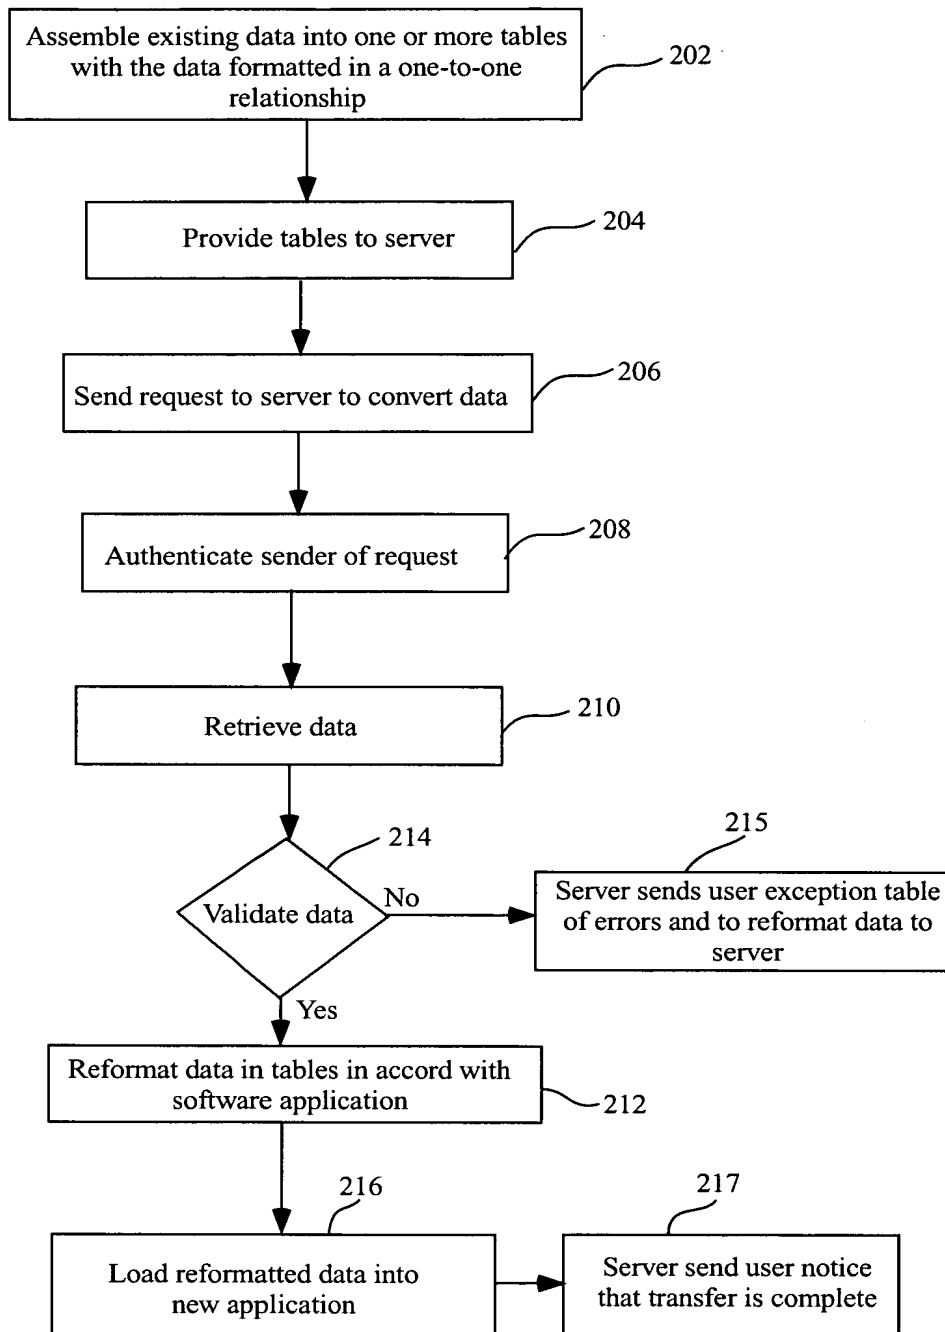 Assemble existing data into one or more tables
with the data formatted in a one-to-one
relationship
202
Provide tables to server
204
Send request to server to convert data
206
Authenticate sender of request
208
Retrieve data
210
Validate data
214
No
215
Server sends user exception table
of errors and to reformat data to
server
Yes
Reformat data in tables in accord with
software application
212
216
Load reformatted data into
new application
217
Server send user notice
that transfer is complete